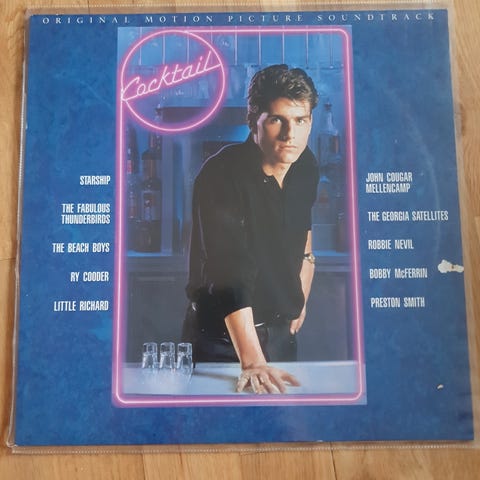 ORIGINAL MOTION PICTURE SOUNDTRACK
Cocktail
STARSHIP
THE FABULOUS
THUNDERBIRDS
THE BEACH BOYS
RY COODER
LITTLE RICHARD
JOHN COUGAR
MELLENCAMP
THE GEORGIA SATELLITES
ROBBIE NEVIL
BOBBY McFERRIN
PRESTON SMITH